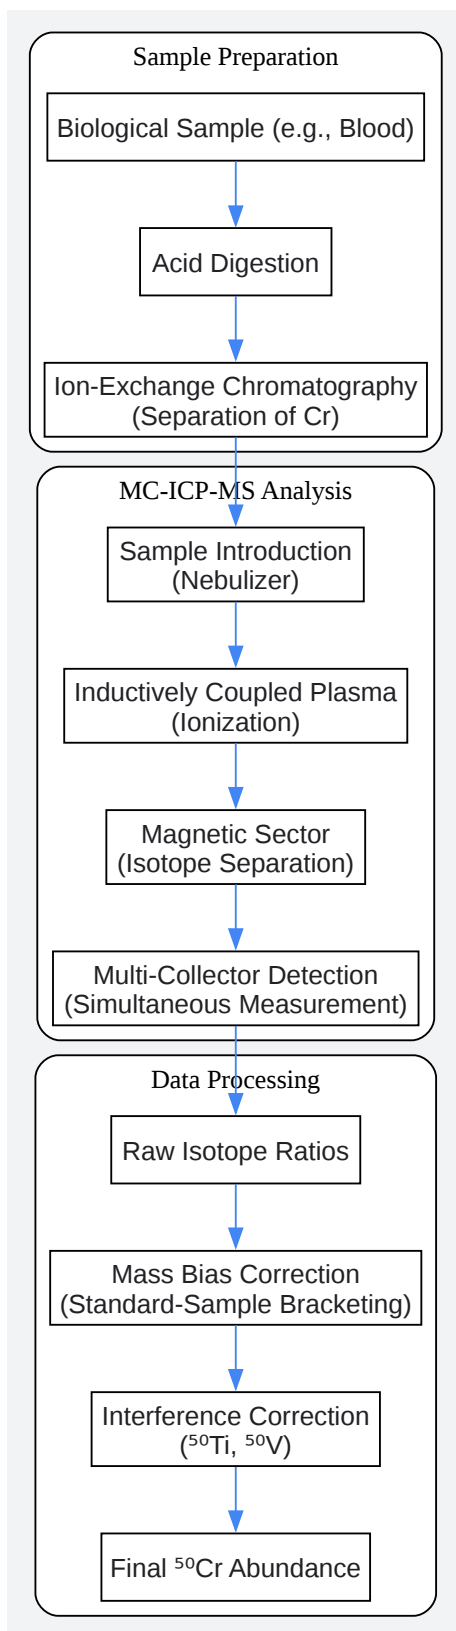 Sample Preparation
Biological Sample (e.g., Blood)
Acid Digestion
Ion-Exchange Chromatography
(Separation of Cr)
MC-ICP-MS Analysis
Sample Introduction
(Nebulizer)
Inductively Coupled Plasma
(Ionization)
Magnetic Sector
(Isotope Separation)
Multi-Collector Detection
(Simultaneous Measurement)
Data Processing
Raw Isotope Ratios
Mass Bias Correction
(Standard-Sample Bracketing)
Interference Correction
(⁵⁰Ti, ⁵⁰V)
Final ⁵⁰Cr Abundance